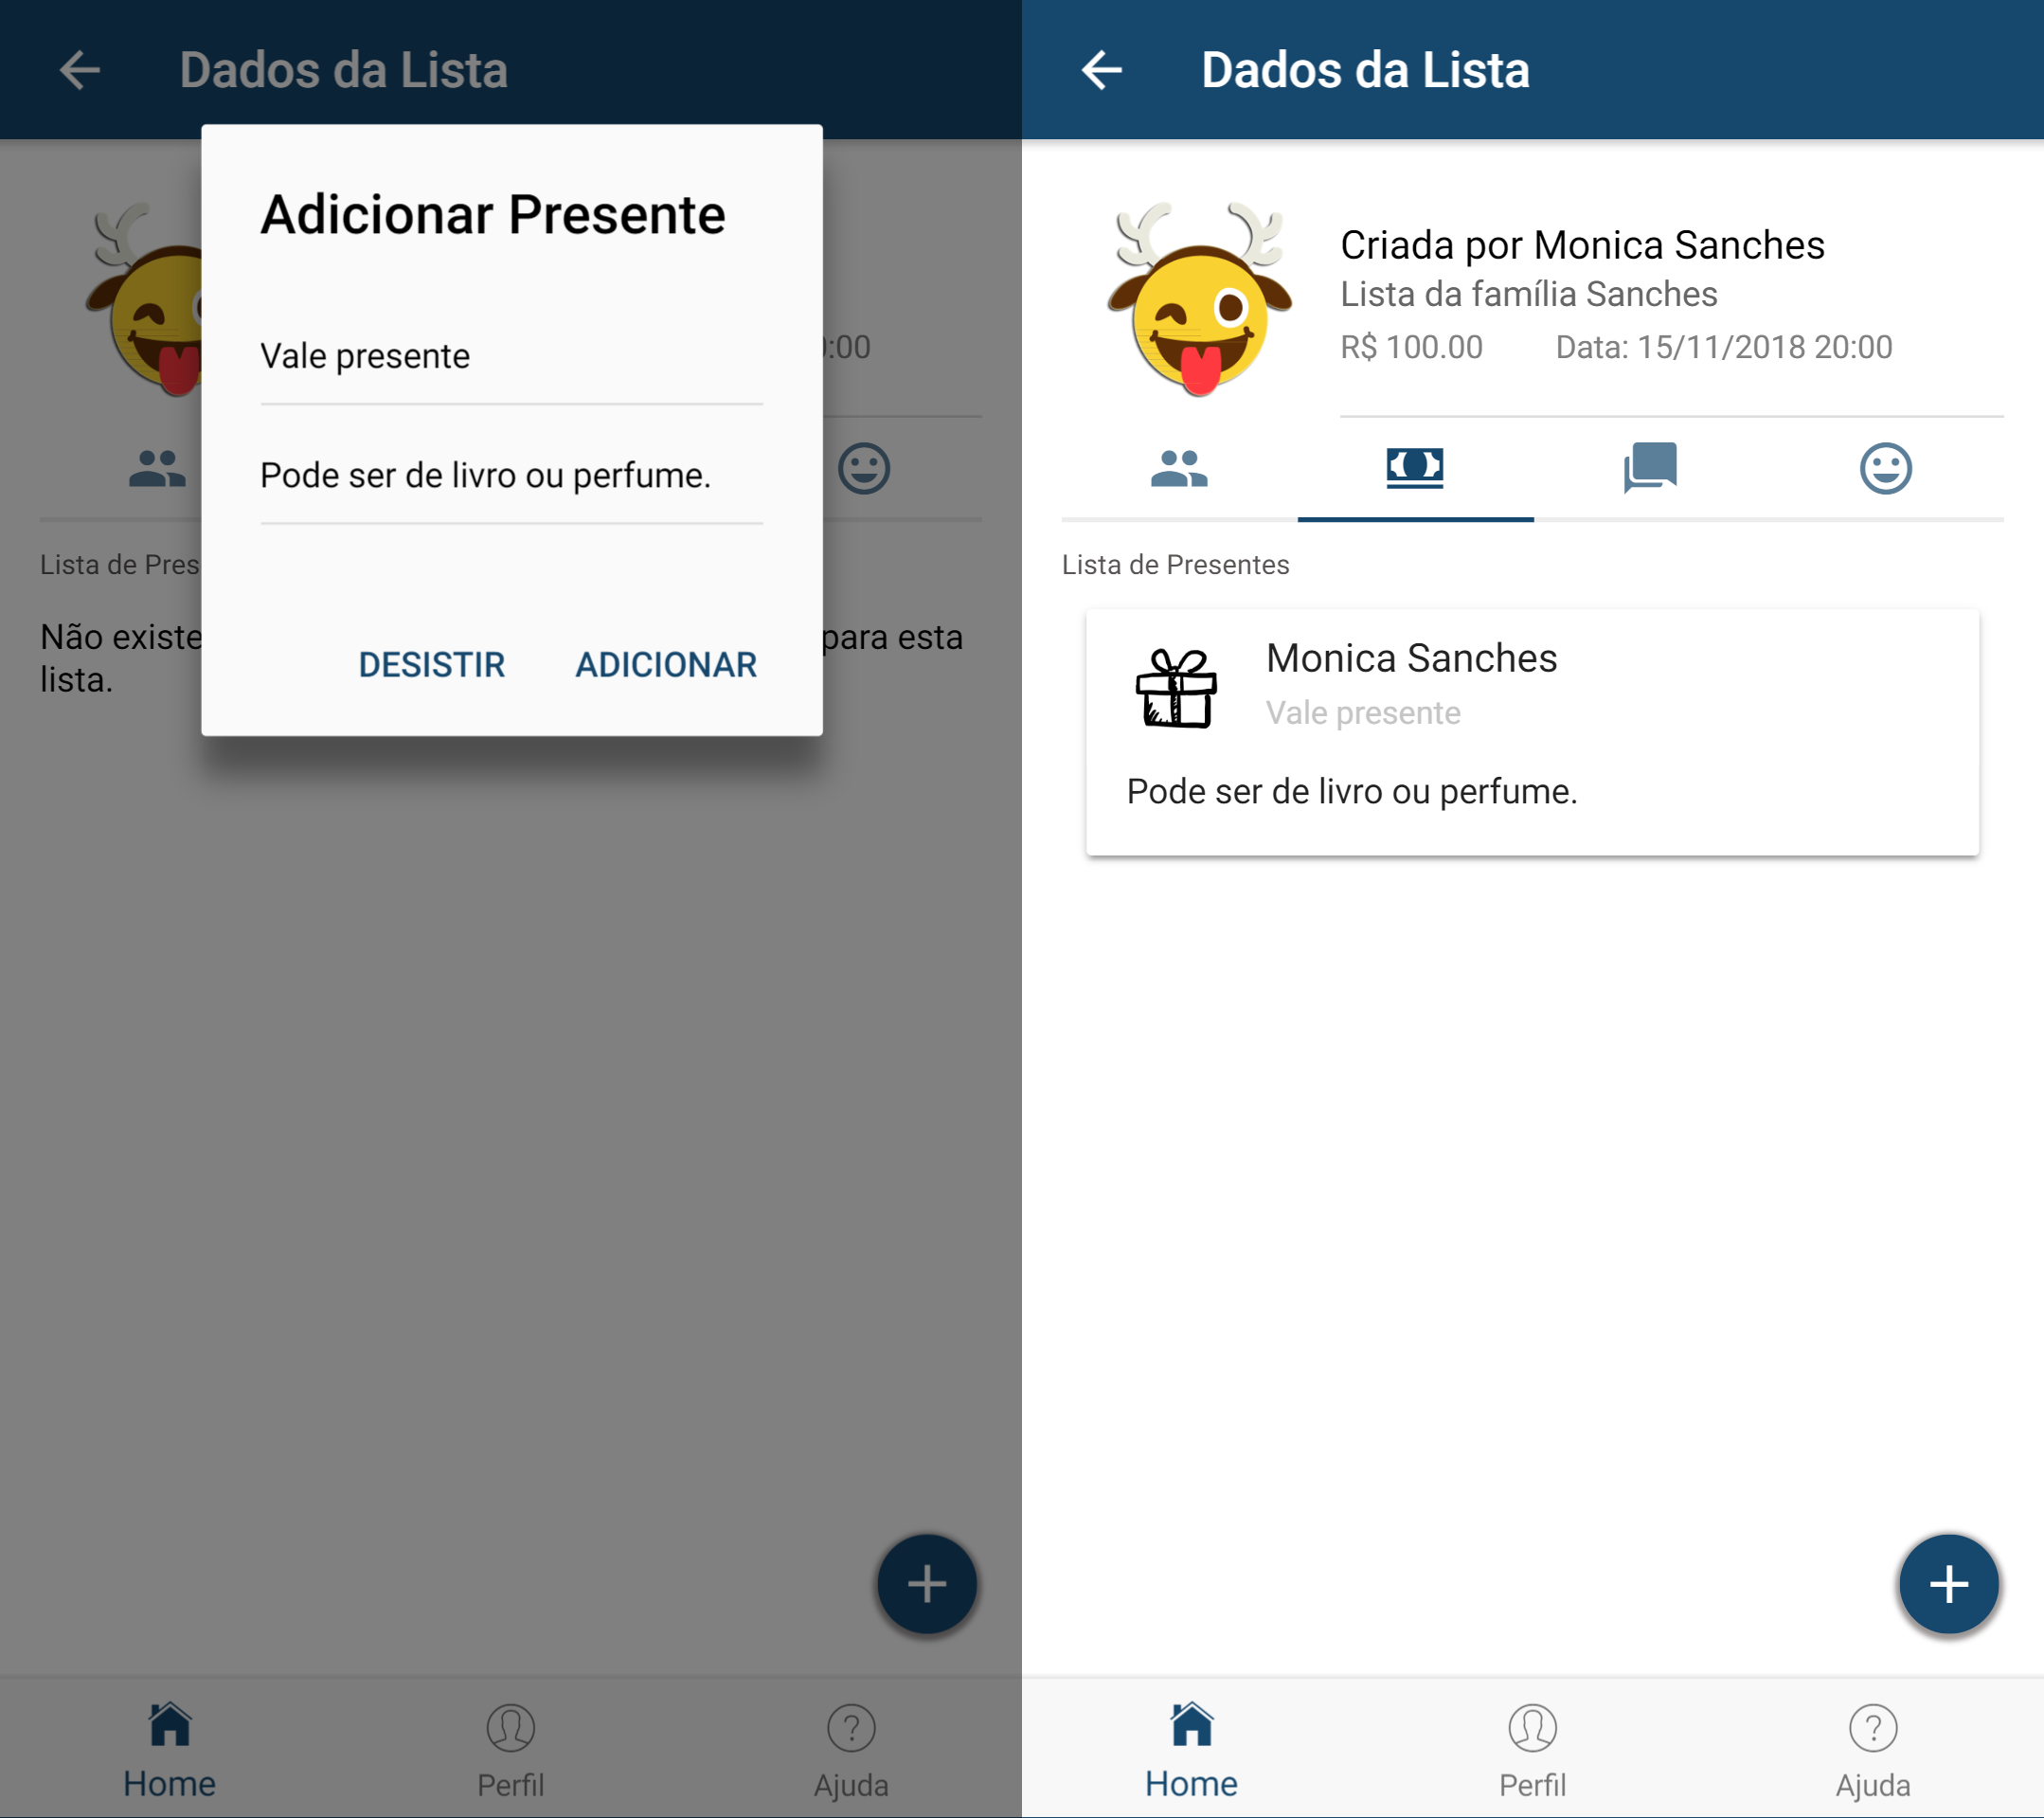 Dados da Lista
Adicionar Presente
Vale presente
:00
Pode ser de livro ou perfume.
Lista de Pres
Não existe para esta
lista.
DESISTIR ADICIONAR
Home Perfil Ajuda
Dados da Lista
Criada por Monica Sanches
Lista da família Sanches
R$ 100.00 Data: 15/11/2018 20:00
Lista de Presentes
Monica Sanches
Vale presente
Pode ser de livro ou perfume.
Home Perfil Ajuda